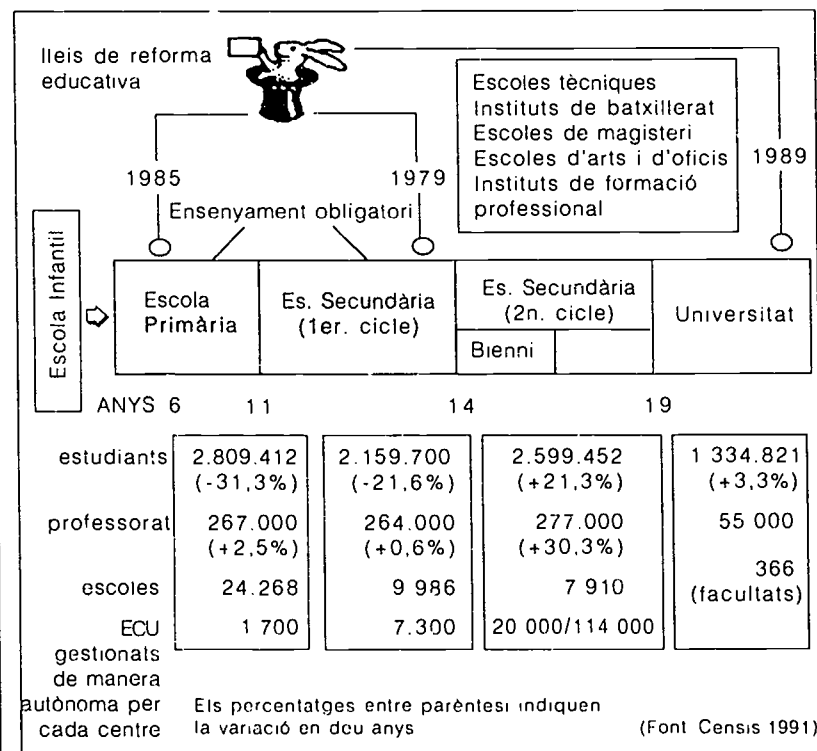 lleis de reforma
educativa
Escoles tècniques
Instituts de batxillerat
Escoles de magisteri
Escoles d'arts i d'oficis
Instituts de formació
professional
1985
1979
1989
Ensenyament obligatori
Escola Infantil
Escola
Primària
Es. Secundària
(1er. cicle)
Es. Secundària
(2n. cicle)
Bienni
Universitat
ANYS 6 11 14 19
estudiants 2.809.412 2.159.700 2.599.452 1 334.821
(-31,3%) (-21,6%) (+21,3%) (+3,3%)
professorat 267.000 264.000 277.000 55 000
(+2,5%) (+0,6%) (+30,3%)
366
escoles 24.268 9 986 7 910 (facultats)
ECU 1 700 7.300 20 000/114 000
gestionats
de manera
autònoma per
cada centre
Els percentatges entre parèntesi indiquen
la variació en deu anys
(Font Censis 1991)